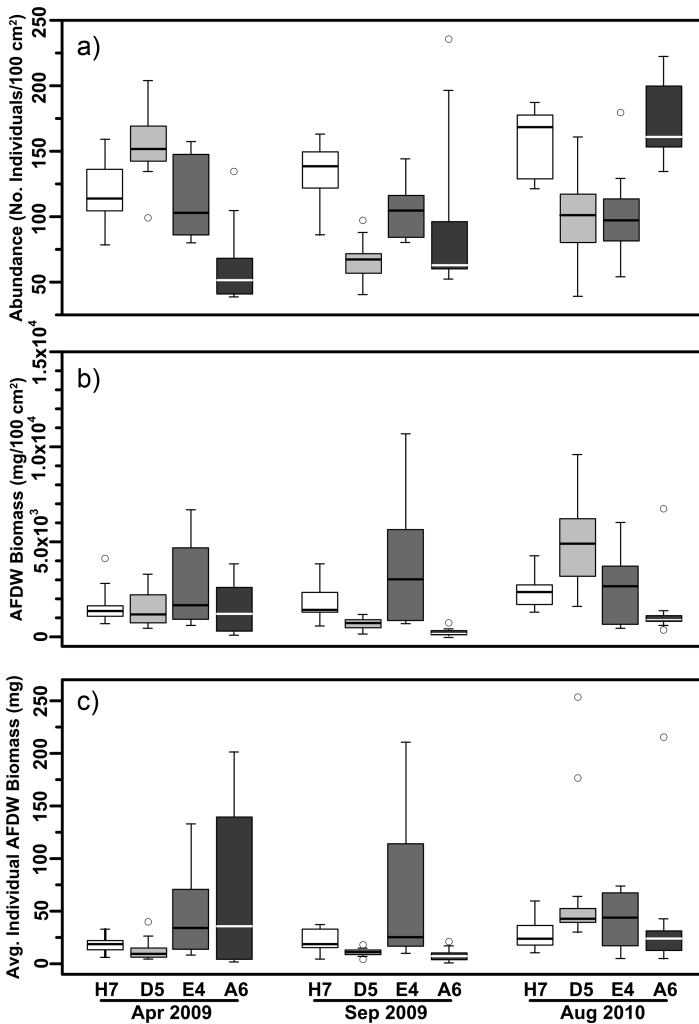 a)
Abundance (No. Individuals/100 cm²)
250
200
150
100
50
b)
AFDW Biomass (mg/100 cm²)
1.5x10⁴
1.0x10⁴
5.0x10³
0
c)
Avg. Individual AFDW Biomass (mg)
250
200
150
100
50
0
H7 D5 E4 A6 H7 D5 E4 A6 H7 D5 E4 A6
Apr 2009 Sep 2009 Aug 2010